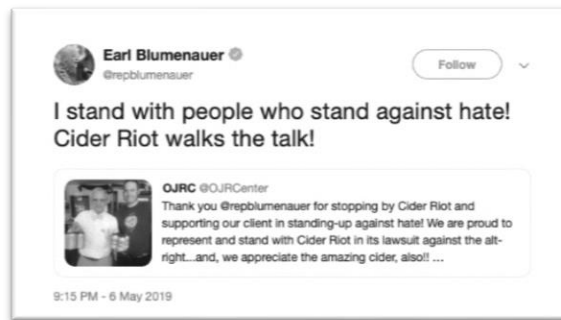 Earl Blumenauer
@repblumenauer
Follow
I stand with people who stand against hate!
Cider Riot walks the talk!
OJRC @OJRCenter
Thank you @repblumenauer for stopping by Cider Riot and
supporting our client in standing-up against hate! We are proud to
represent and stand with Cider Riot in its lawsuit against the alt-
right...and, we appreciate the amazing cider, also!! ...
9:15 PM - 6 May 2019